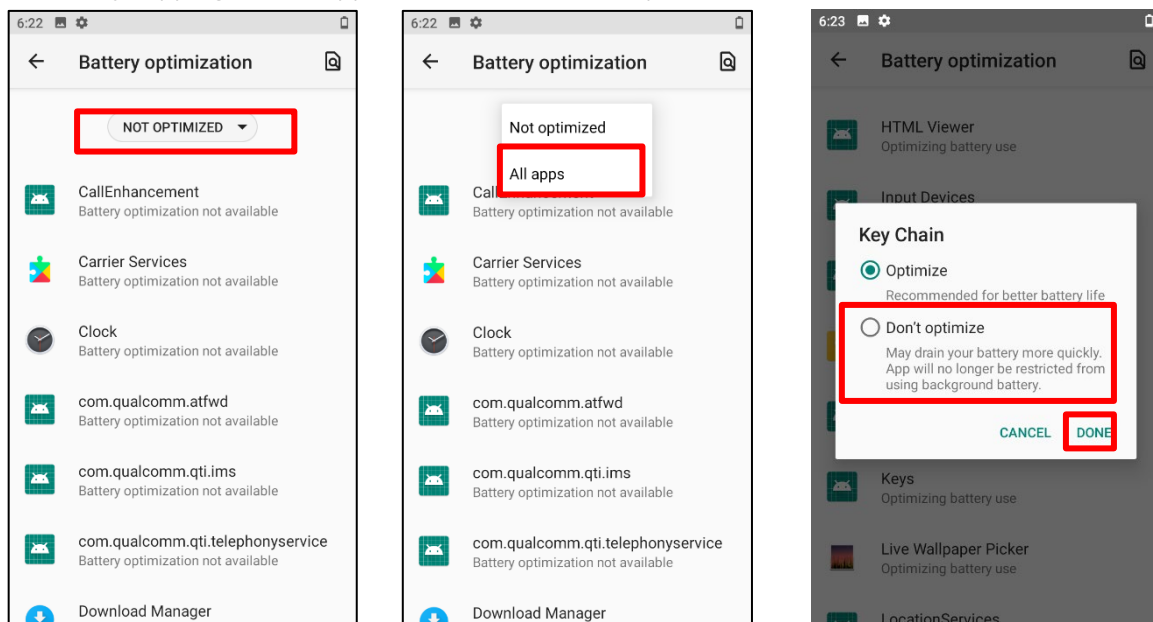 6:22
Battery optimization
NOT OPTIMIZED
CallEnhancement
Battery optimization not available
Carrier Services
Battery optimization not available
Clock
Battery optimization not available
com.qualcomm.atfwd
Battery optimization not available
com.qualcomm.qti.ims
Battery optimization not available
com.qualcomm.qti.telephonyservice
Battery optimization not available
Download Manager
6:22
Battery optimization
Not optimized
All apps
Battery optimization not available
Carrier Services
Battery optimization not available
Clock
Battery optimization not available
com.qualcomm.atfwd
Battery optimization not available
com.qualcomm.qti.ims
Battery optimization not available
com.qualcomm.qti.telephonyservice
Battery optimization not available
Download Manager
6:23
Battery optimization
HTML Viewer
Optimizing battery use
Input Devices
Key Chain
Optimize
Recommended for better battery life
Don't optimize
May drain your battery more quickly.
App will no longer be restricted from
using background battery.
CANCEL DONE
Keys
Optimizing battery use
Live Wallpaper Picker
Optimizing battery use
LocationServices